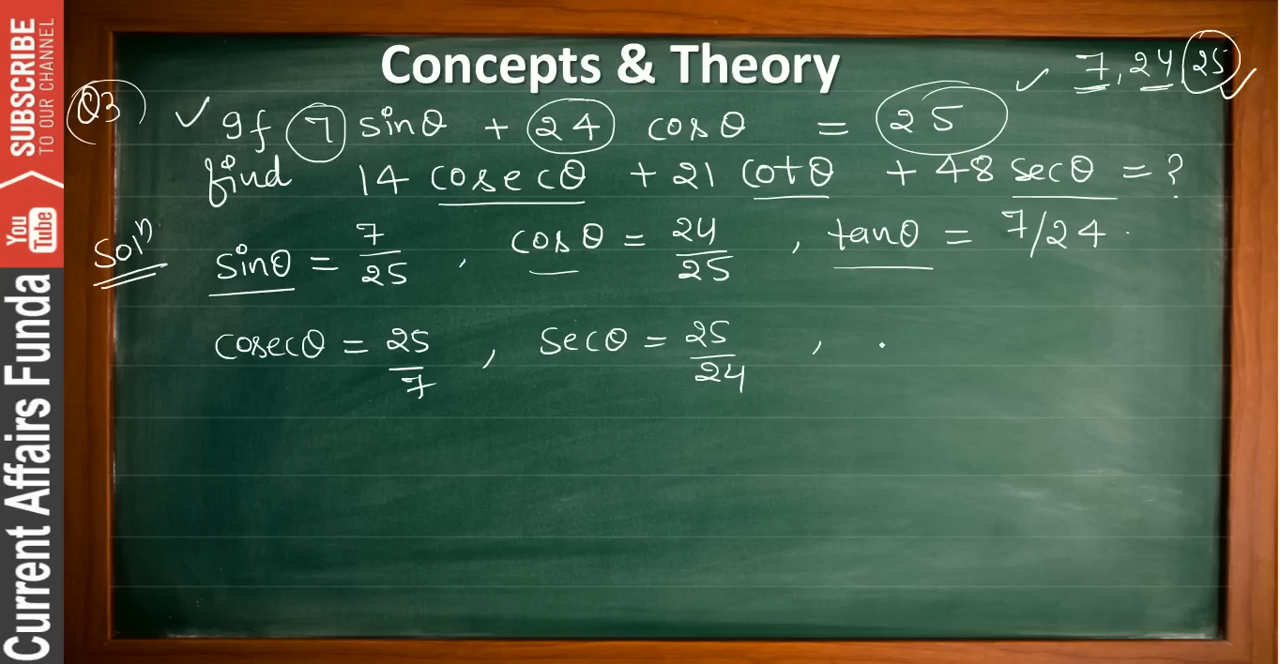 SUBSCRIBE
TO OUR CHANNEL
You Tube
Current Affairs Funda
Concepts & Theory
7, 24, 25
Q3 If 7 sinθ + 24 cosθ = 25
find 14 cosecθ + 21 cotθ + 48 secθ = ?
Solⁿ sinθ = 7/25, cosθ = 24/25, tanθ = 7/24.
cosecθ = 25/7, secθ = 25/24,